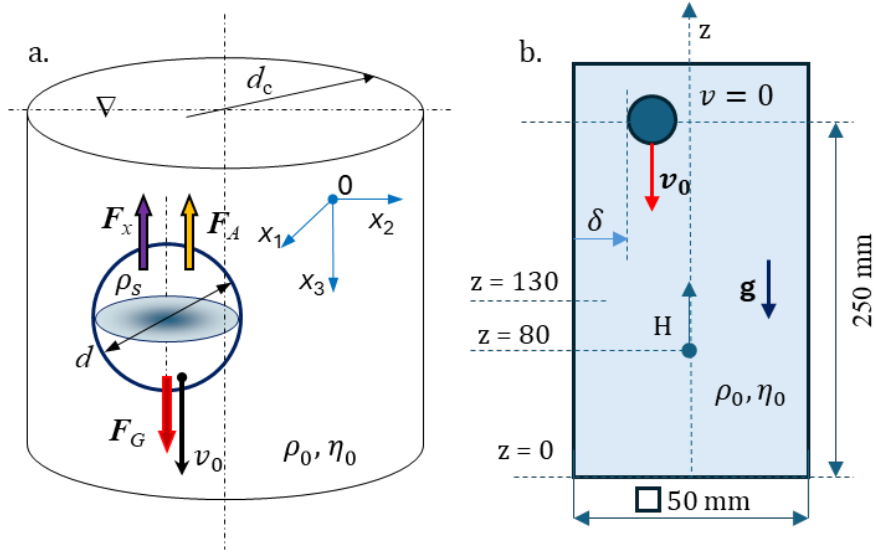 a.
d_c
∇
0
F_x
F_A
x_1
x_2
x_3
ρ_s
d
F_G
v_0
ρ_0, η_0
b.
z
v = 0
v_0
δ
z = 130
g
250 mm
H
z = 80
ρ_0, η_0
z = 0
□ 50 mm